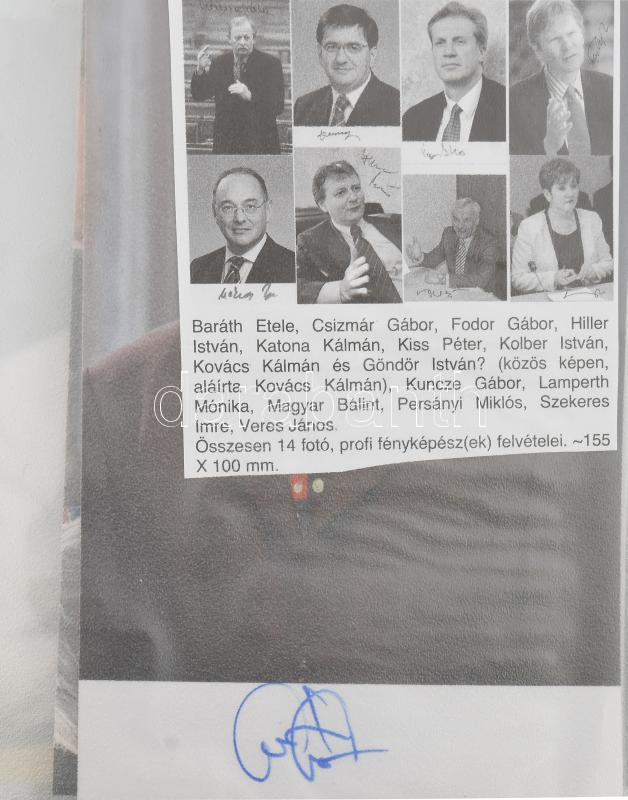 Baráth Etele, Csizmár Gábor, Fodor Gábor, Hiller
István, Katona Kálmán, Kiss Péter, Kolber István,
Kovács Kálmán és Göndör István? (közös képen,
aláírta Kovács Kálmán), Kuncze Gábor, Lamperth
Mónika, Magyar Bálint, Persányi Miklós, Szekeres
Imre, Veres János.
Összesen 14 fotó, profi fényképész(ek) felvételei. ~155
X 100 mm.
darabanth